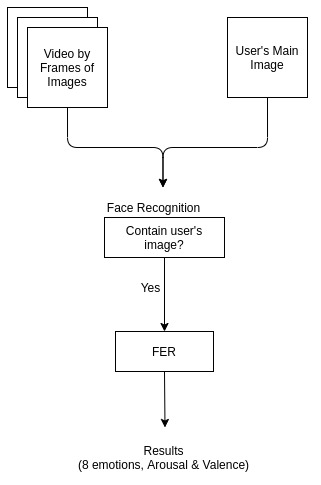 Video by
Frames of
Images
User's Main
Image
Face Recognition
Contain user's
image?
Yes
FER
Results
(8 emotions, Arousal & Valence)